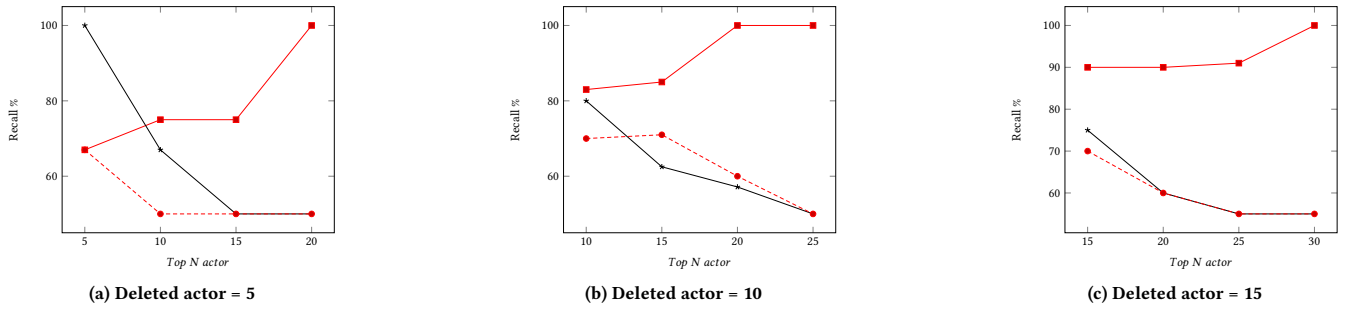 100
80
60
Recall %
5
10
15
20
Top N actor
(a) Deleted actor = 5
100
80
60
Recall %
10
15
20
25
Top N actor
(b) Deleted actor = 10
100
90
80
70
60
Recall %
15
20
25
30
Top N actor
(c) Deleted actor = 15